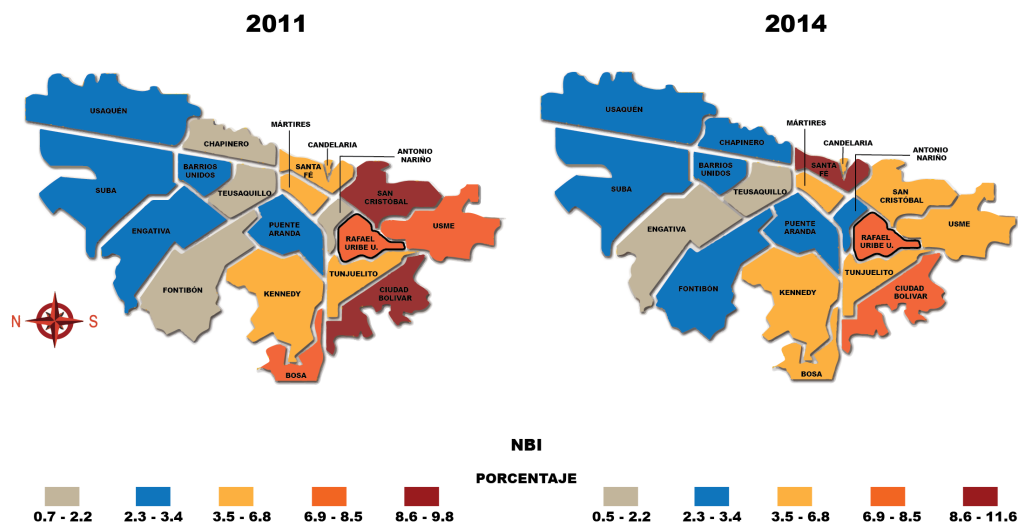 2011
2014
USAQUÉN
CHAPINERO
MÁRTIRES
CANDELARIA
ANTONIO
NARIÑO
BARRIOS
UNIDOS
SANTA
FÉ
SUBA
TEUSAQUILLO
SAN
CRISTÓBAL
ENGATIVA
PUENTE
ARANDA
USME
RAFAEL
URIBE U.
TUNJUELITO
FONTIBÓN
KENNEDY
CIUDAD
BOLIVAR
BOSA
N
S
USAQUÉN
CHAPINERO
MÁRTIRES
CANDELARIA
ANTONIO
NARIÑO
BARRIOS
UNIDOS
SANTA
FÉ
SUBA
TEUSAQUILLO
SAN
CRISTÓBAL
ENGATIVA
PUENTE
ARANDA
USME
RAFAEL
URIBE U.
TUNJUELITO
FONTIBÓN
KENNEDY
CIUDAD
BOLIVAR
BOSA
NBI
PORCENTAJE
0.7 - 2.2
2.3 - 3.4
3.5 - 6.8
6.9 - 8.5
8.6 - 9.8
0.5 - 2.2
2.3 - 3.4
3.5 - 6.8
6.9 - 8.5
8.6 - 11.6